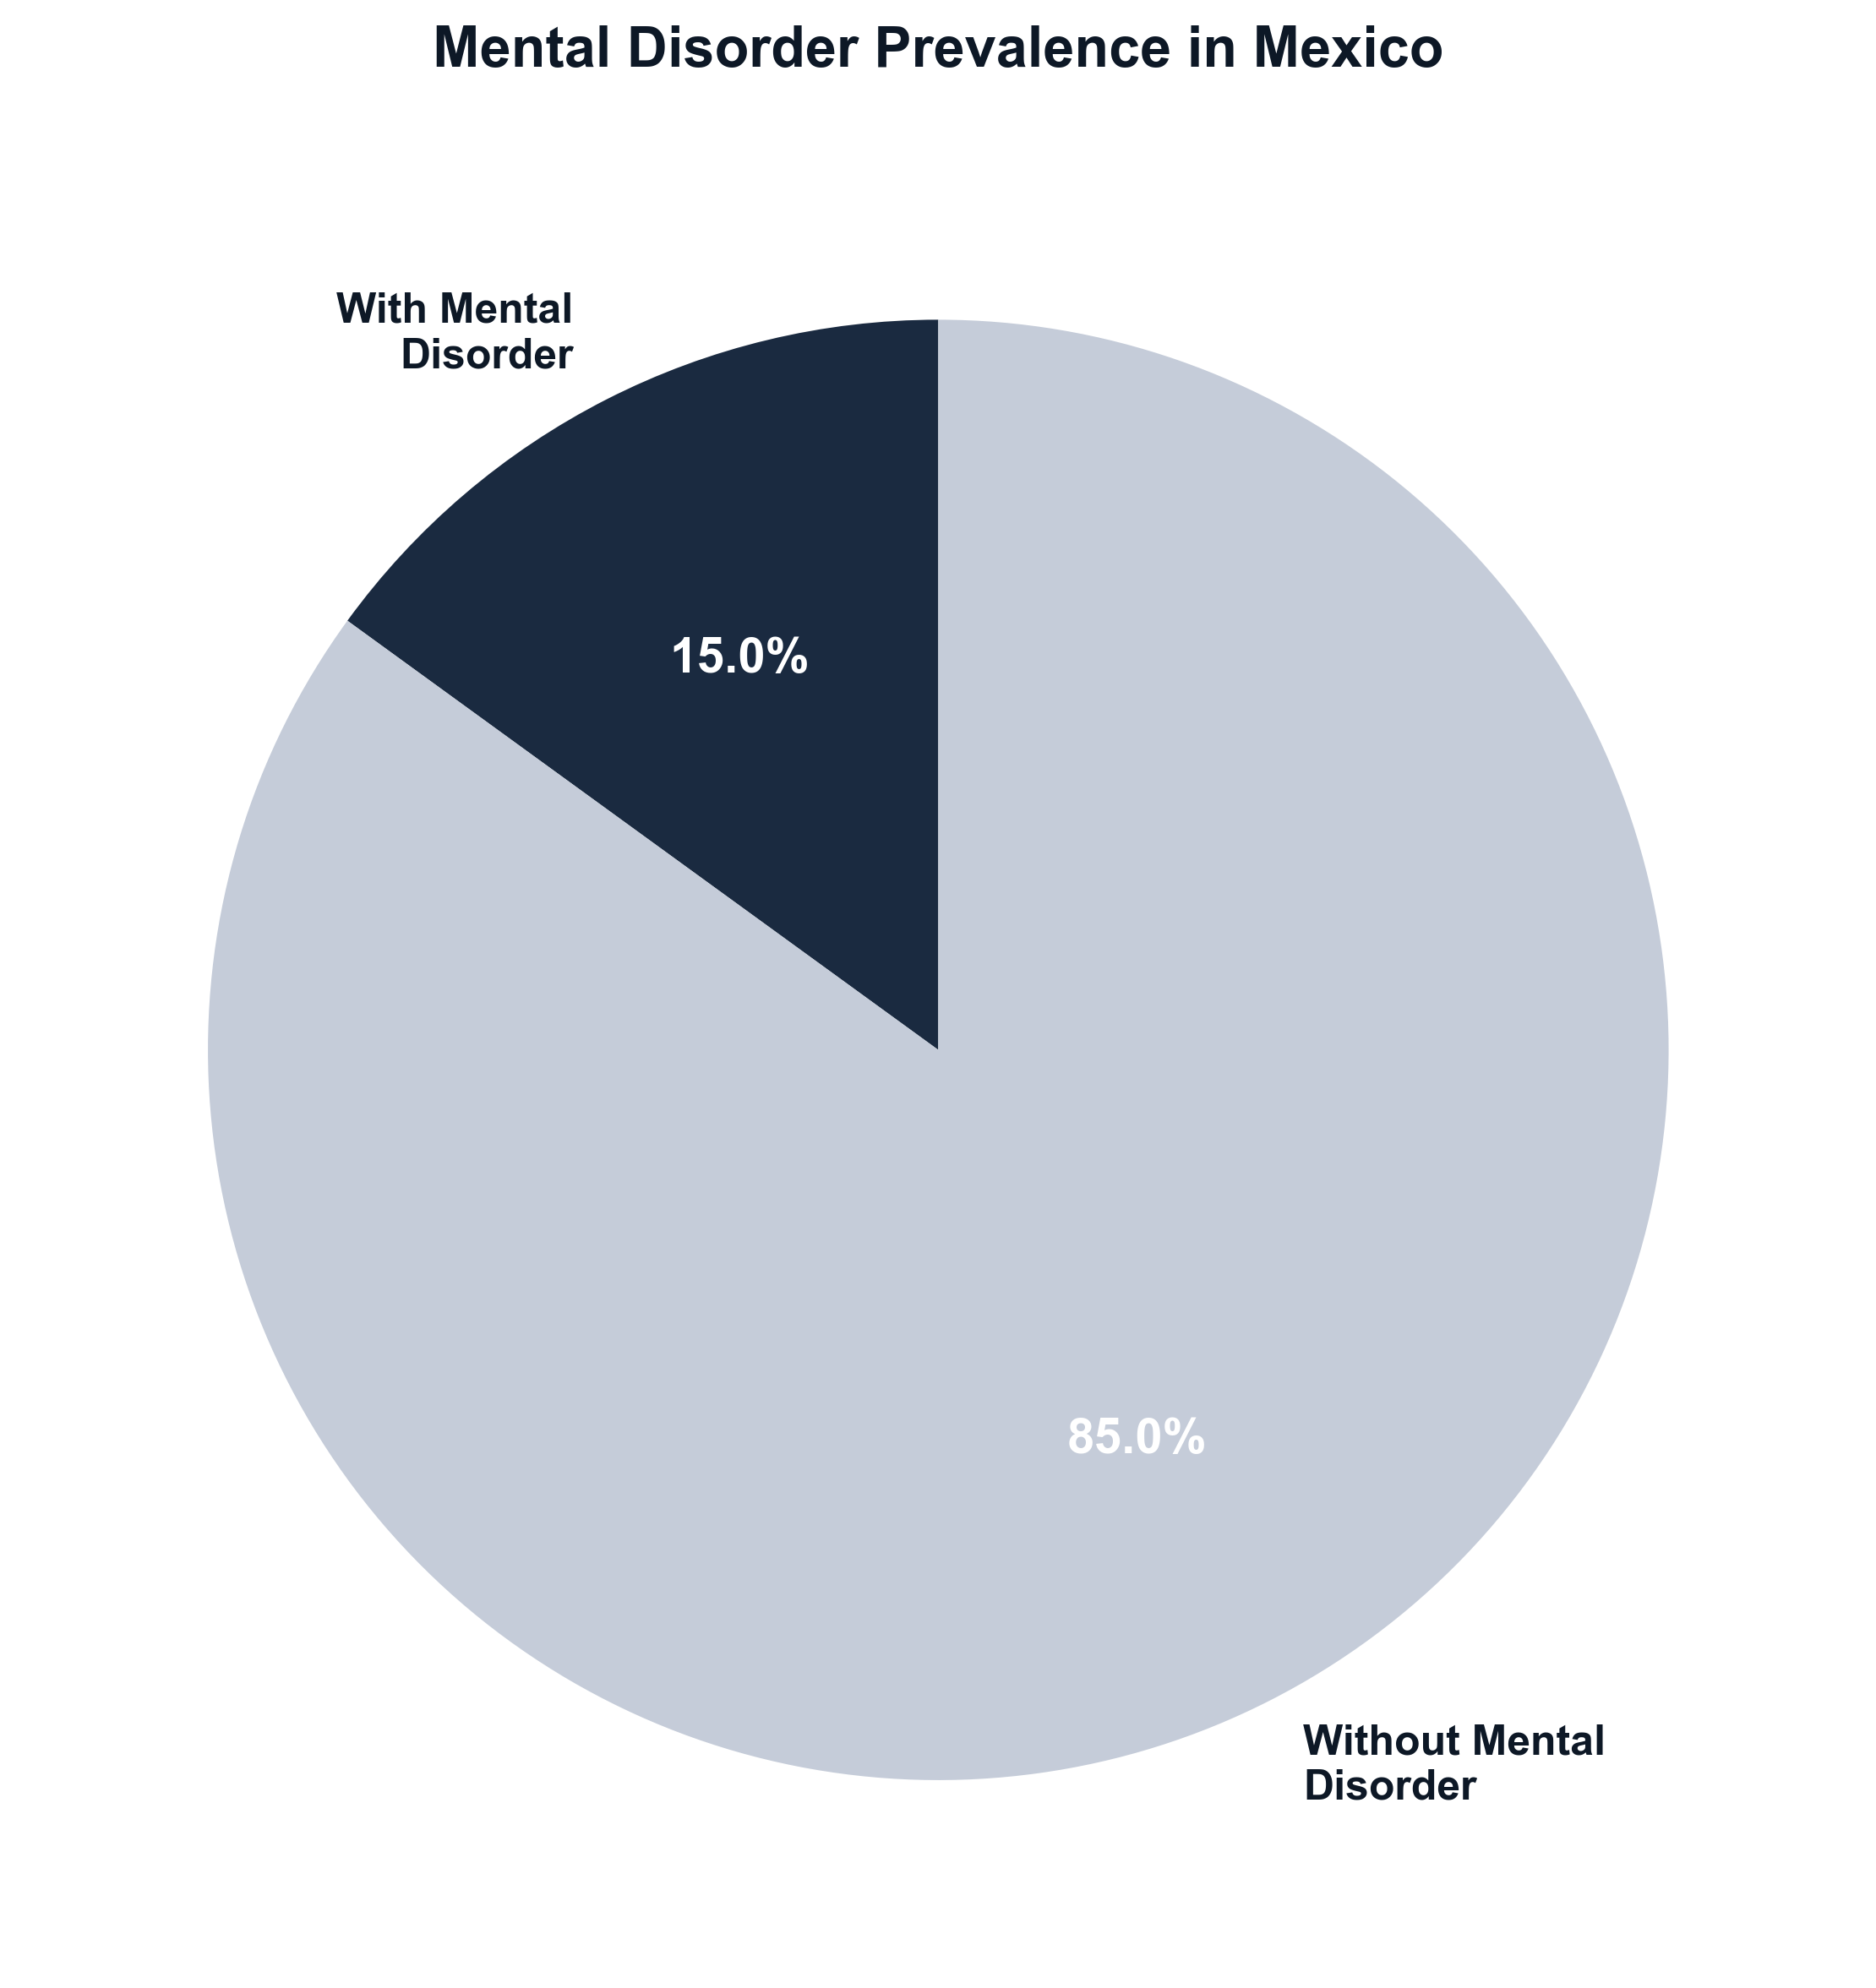 Mental Disorder Prevalence in Mexico
With Mental
Disorder
15.0%
85.0%
Without Mental
Disorder